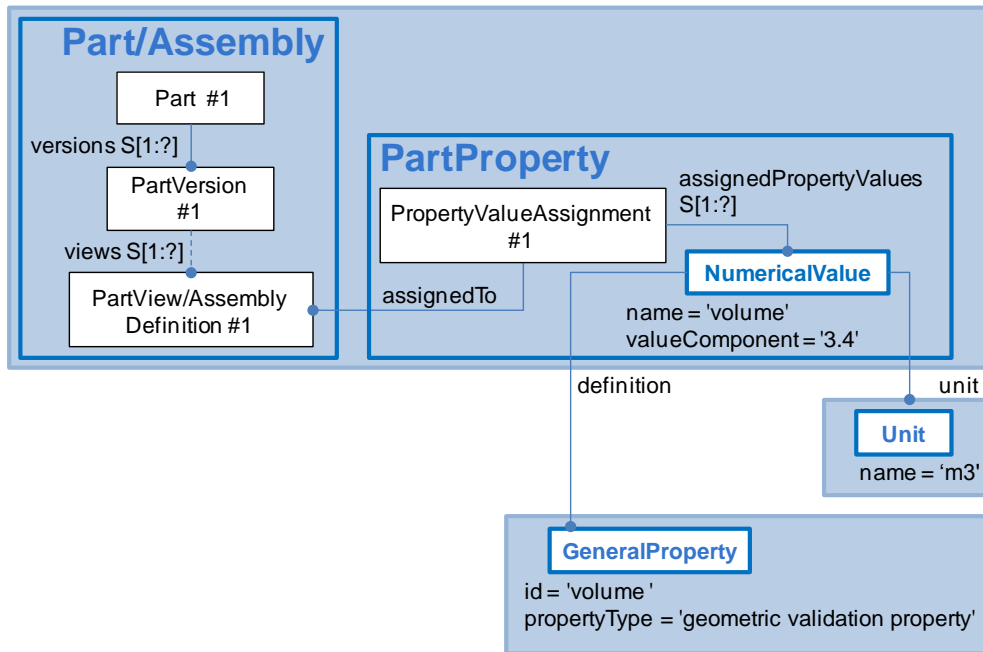 Part/Assembly
Part #1
versions S[1:?]
PartVersion
#1
views S[1:?]
PartView/Assembly
Definition #1
PartProperty
PropertyValueAssignment
#1
assignedPropertyValues
S[1:?]
assignedTo
NumericalValue
name = 'volume'
valueComponent = '3.4'
definition
unit
Unit
name = ‘m3'
GeneralProperty
id = 'volume '
propertyType = 'geometric validation property'